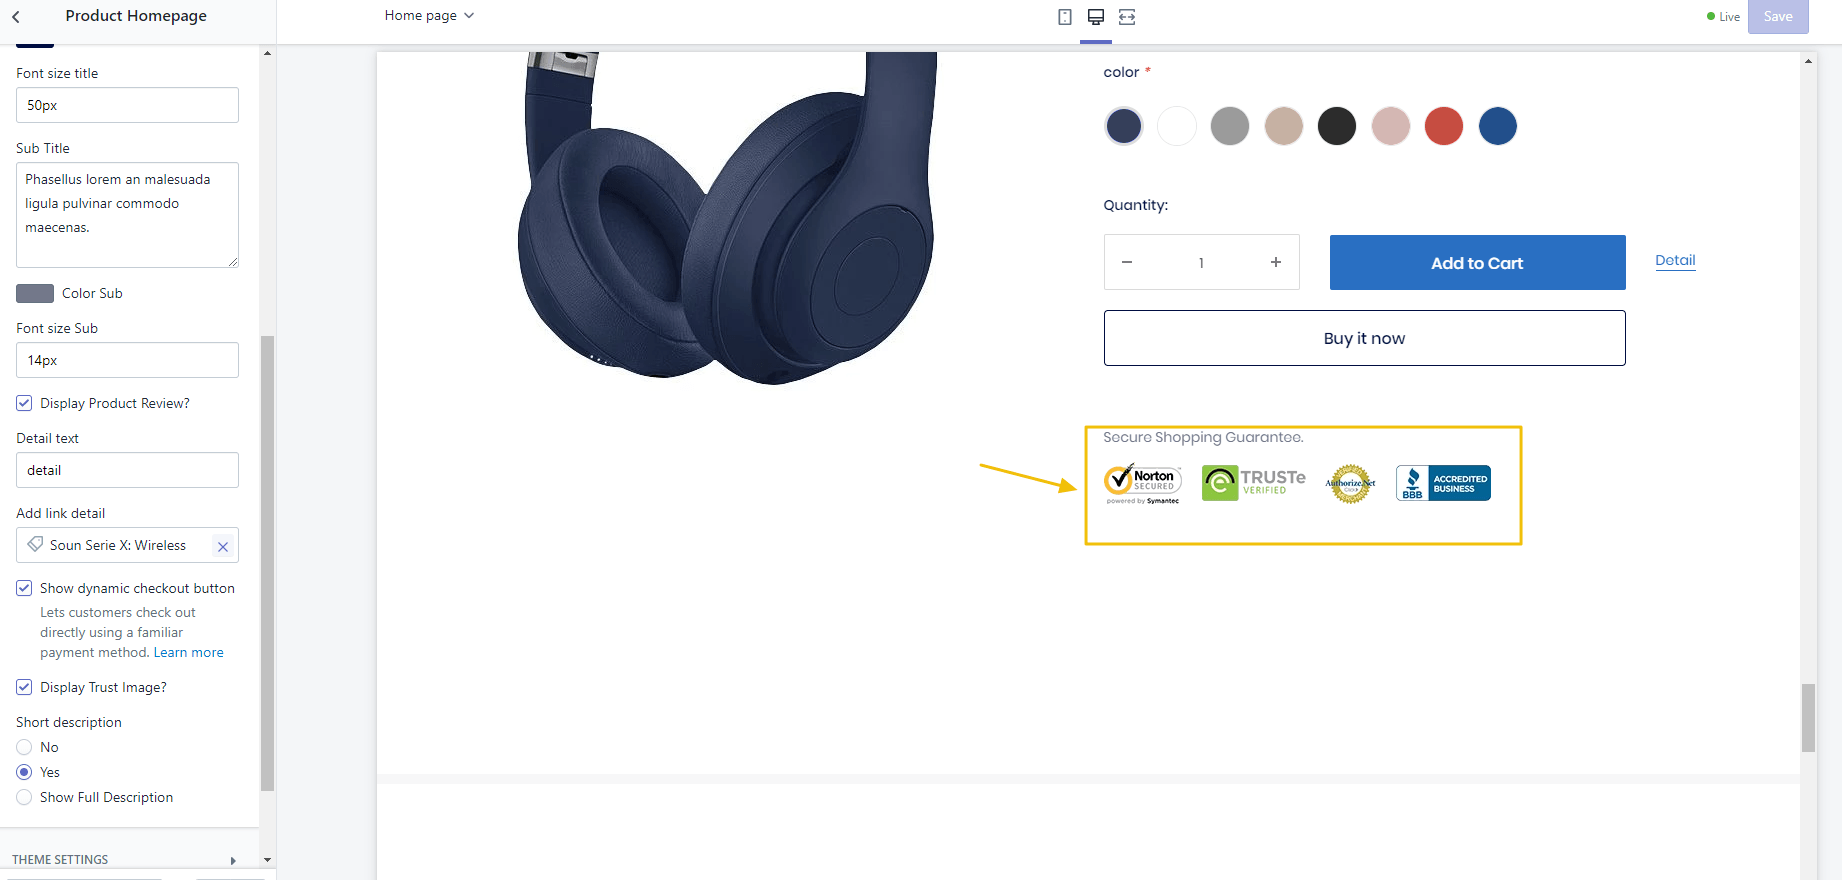 Product Homepage
Home page
Live
Save
Font size title
50px
Sub Title
Phasellus lorem an malesuada
ligula pulvinar commodo
maecenas.
Color Sub
Font size Sub
14px
Display Product Review?
Detail text
detail
Add link detail
Soun Serie X: Wireless
Show dynamic checkout button
Lets customers check out
directly using a familiar
payment method. Learn more
Display Trust Image?
Short description
No
Yes
Show Full Description
THEME SETTINGS
color *
Quantity:
1
Add to Cart
Detail
Buy it now
Secure Shopping Guarantee.
Norton
SECURED
powered by Symantec
TRUSTe
VERIFIED
Authorize.Net
BBB
ACCREDITED
BUSINESS